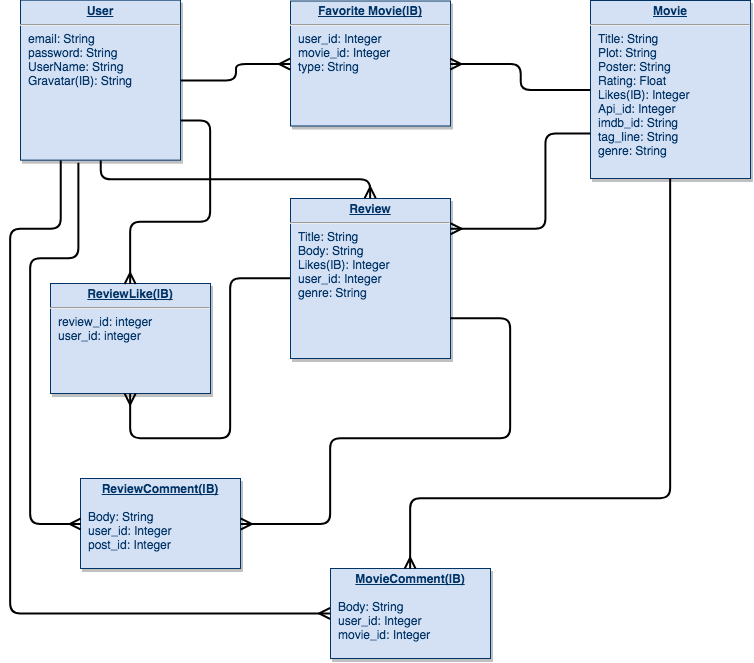 User
email: String
password: String
UserName: String
Gravatar(IB): String
Favorite Movie(IB)
user_id: Integer
movie_id: Integer
type: String
Movie
Title: String
Plot: String
Poster: String
Rating: Float
Likes(IB): Integer
Api_id: Integer
imdb_id: String
tag_line: String
genre: String
Review
Title: String
Body: String
Likes(IB): Integer
user_id: Integer
genre: String
ReviewLike(IB)
review_id: integer
user_id: integer
ReviewComment(IB)
Body: String
user_id: Integer
post_id: Integer
MovieComment(IB)
Body: String
user_id: Integer
movie_id: Integer